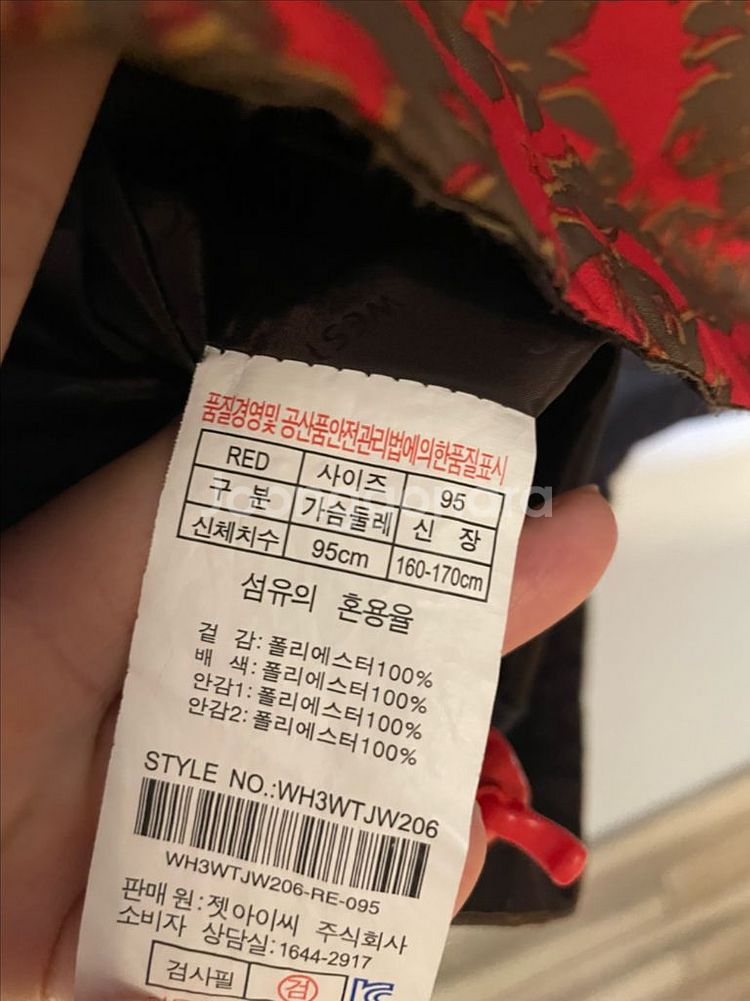 WEST
품질경영및 공산품안전관리법에의한품질표시
RED 사이즈 95
구 분 가슴둘레 신 장
신체치수 95cm 160-170cm
섬유의 혼용율
겉 감: 폴리에스터100%
배 색: 폴리에스터100%
안감1: 폴리에스터100%
안감2: 폴리에스터100%
STYLE NO.:WH3WTJW206
WH3WTJW206-RE-095
판매원: 젯아이씨 주식회사
소비자 상담실:1644-2917
검사필 검